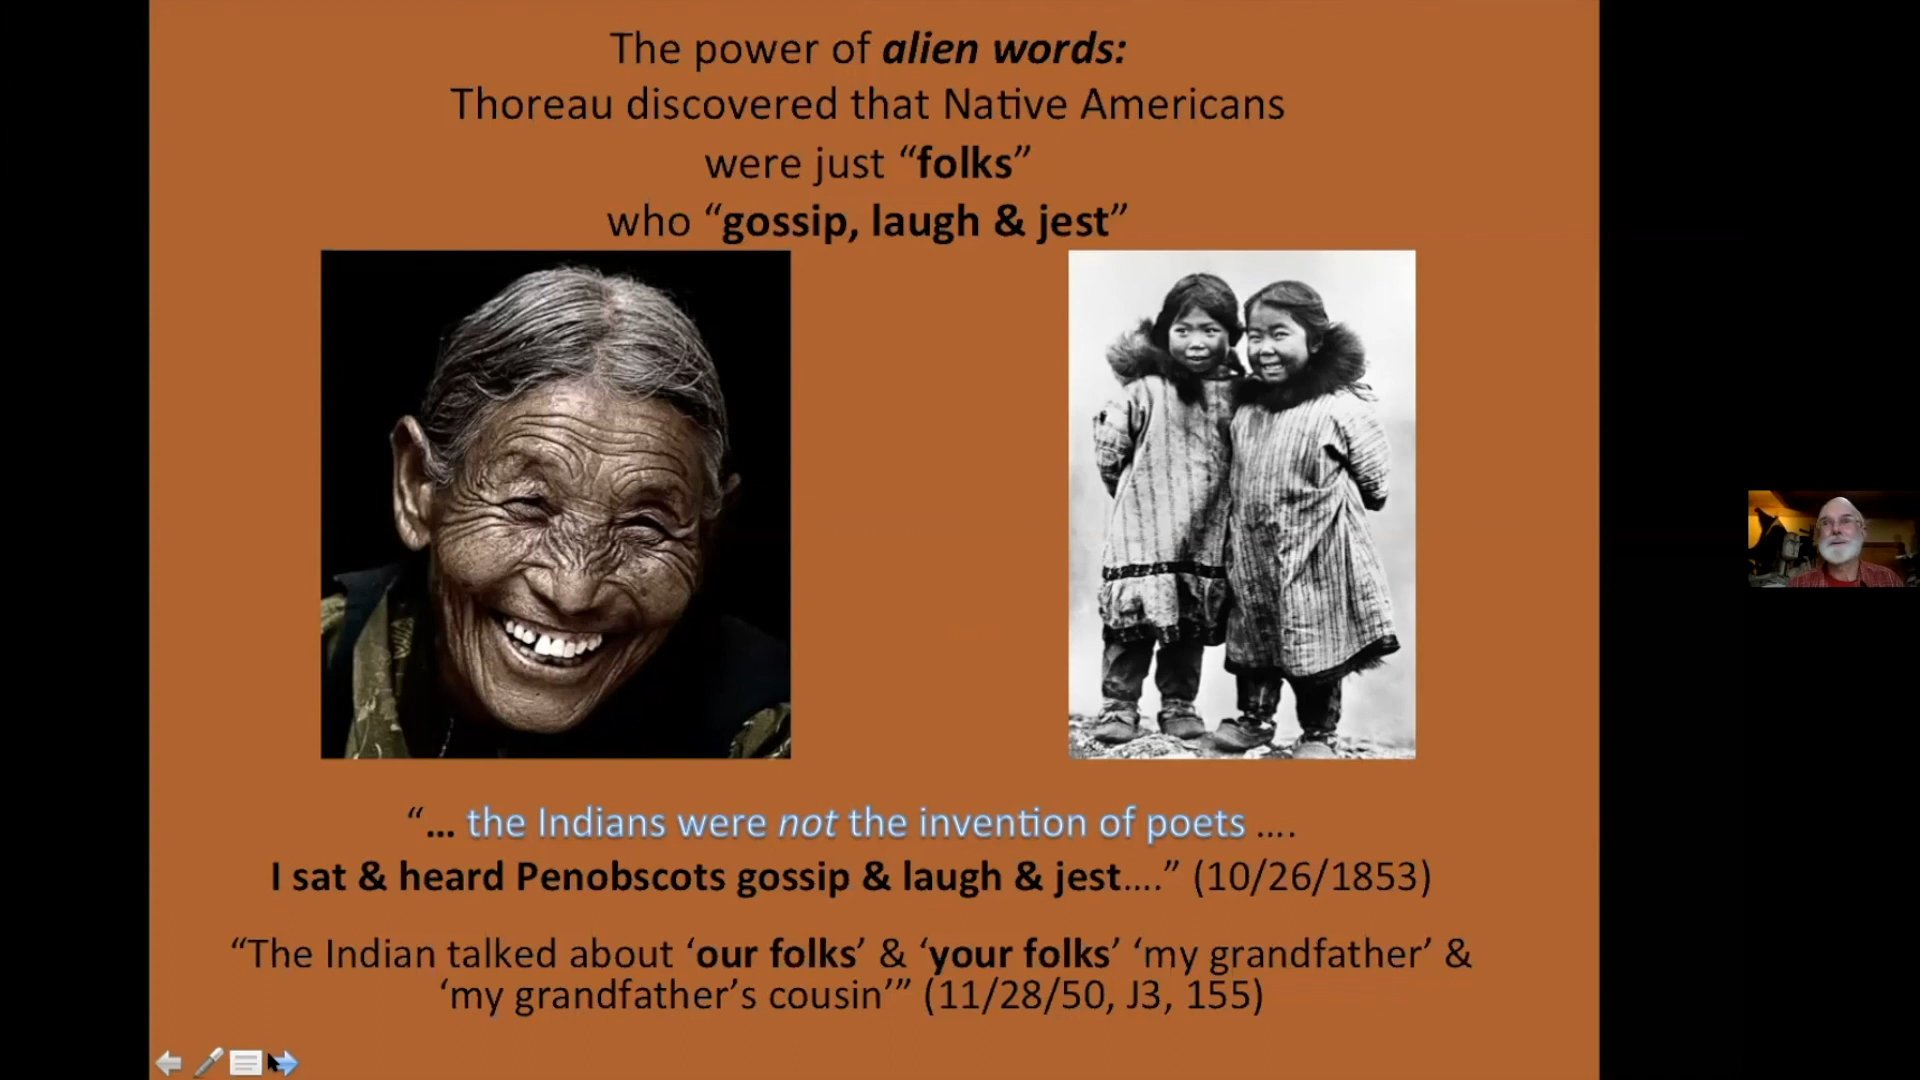 The power of alien words:
Thoreau discovered that Native Americans
were just “folks”
who “gossip, laugh & jest”
“… the Indians were not the invention of poets ….
I sat & heard Penobscots gossip & laugh & jest….” (10/26/1853)
“The Indian talked about ‘our folks’ & ‘your folks’ ‘my grandfather’ &
‘my grandfather’s cousin’” (11/28/50, J3, 155)